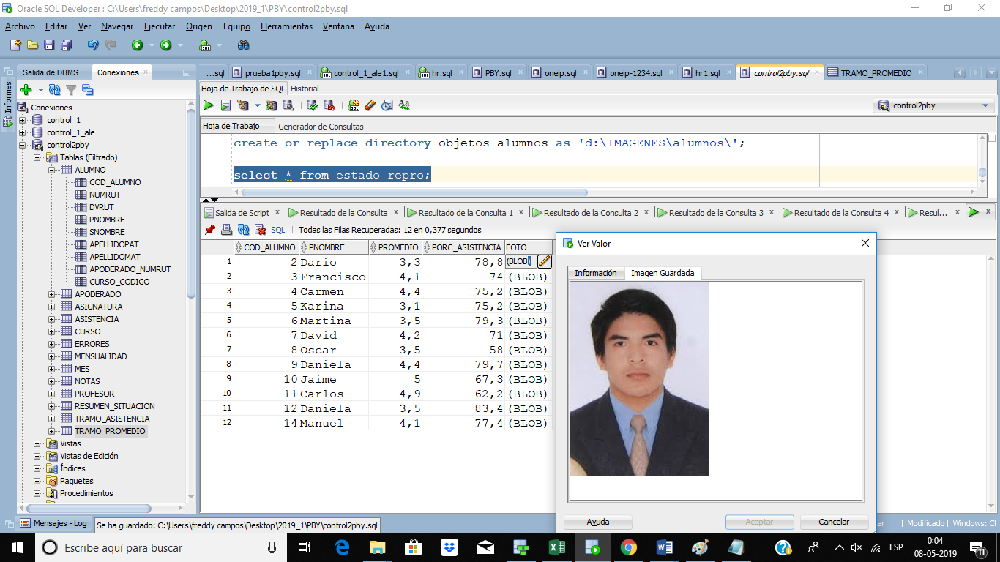 Oracle SQL Developer : C:\Users\freddy campos\Desktop\2019_1\PBY\control2pby.sql
Archivo Editar Ver Navegar Ejecutar Origen Equipo Herramientas Ventana Ayuda
Salida de DBMS Conexiones
...sql prueba1pby.sql control_1_ale1.sql hr.sql PBY.sql oneip.sql oneip-1234.sql hr1.sql control2pby.sql TRAMO_PROMEDIO
Informes
Hoja de Trabajo de SQL Historial
control2pby
Hoja de Trabajo Generador de Consultas
create or replace directory objetos_alumnos as 'd:\IMAGENES\alumnos\';
select * from estado_repro;
Conexiones
control_1
control_1_ale
control2pby
Tablas (Filtrado)
ALUMNO
COD_ALUMNO
NUMRUT
DVRUT
PNOMBRE
SNOMBRE
APELLIDOPAT
APELLIDOMAT
APODERADO_NUMRUT
CURSO_CODIGO
APODERADO
ASIGNATURA
ASISTENCIA
CURSO
ERRORES
MENSUALIDAD
MES
NOTAS
PROFESOR
RESUMEN_SITUACION
TRAMO_ASISTENCIA
TRAMO_PROMEDIO
Vistas
Vistas de Edición
Índices
Paquetes
Procedimientos
Salida de Script Resultado de la Consulta Resultado de la Consulta 1 Resultado de la Consulta 2 Resultado de la Consulta 3 Resultado de la Consulta 4 Resul...
SQL Todas las Filas Recuperadas: 12 en 0,377 segundos
COD_ALUMNO PNOMBRE PROMEDIO PORC_ASISTENCIA FOTO
1 2 Dario 3,3 78,8 (BLOB)
2 3 Francisco 4,1 74 (BLOB)
3 4 Carmen 4,4 75,2 (BLOB)
4 5 Karina 3,1 75,2 (BLOB)
5 6 Martina 3,5 79,3 (BLOB)
6 7 David 4,2 71 (BLOB)
7 8 Oscar 3,5 58 (BLOB)
8 9 Daniela 4,4 79,7 (BLOB)
9 10 Jaime 5 67,3 (BLOB)
10 11 Carlos 4,9 62,2 (BLOB)
11 12 Daniela 3,5 83,4 (BLOB)
12 14 Manuel 4,1 77,4 (BLOB)
Ver Valor
Información Imagen Guardada
Ayuda Aceptar Cancelar
Mensajes - Log Se ha guardado: C:\Users\freddy campos\Desktop\2019_1\PBY\control2pby.sql
| Modificado | Windows:
Escribe aquí para buscar
ESP
0:04
08-05-2019
11